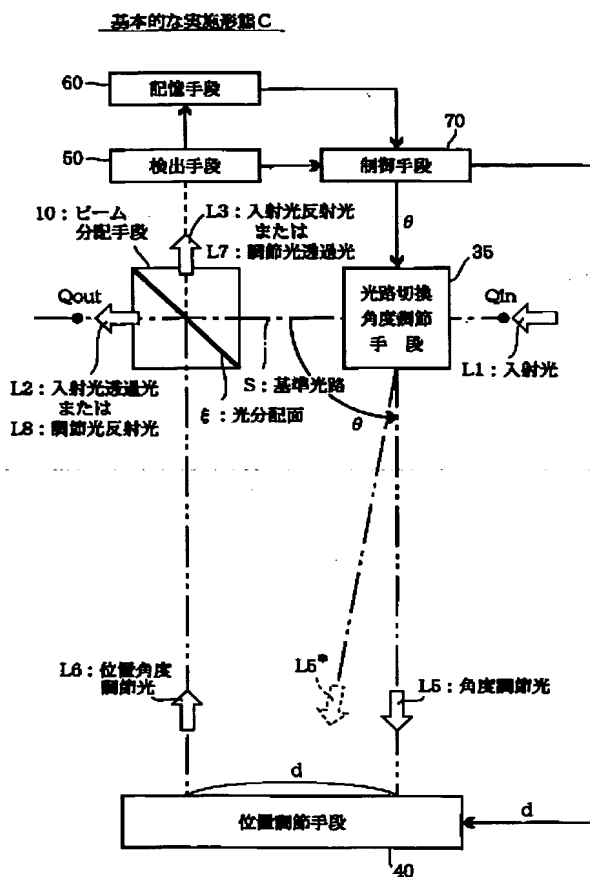 基本的な実施形態C
60
記憶手段
70
50
検出手段
制御手段
10:ビーム
分配手段
L3:入射光反射光
または
L7:調節光透過光
θ
35
Qout
光路切換
角度調節
手 段
Qin
L2:入射光透過光
または
L8:調節光反射光
S:基準光路
ξ:光分配面
θ
L1:入射光
L6:位置角度
調節光
L5*
L5:角度調節光
d
位置調節手段
d
40